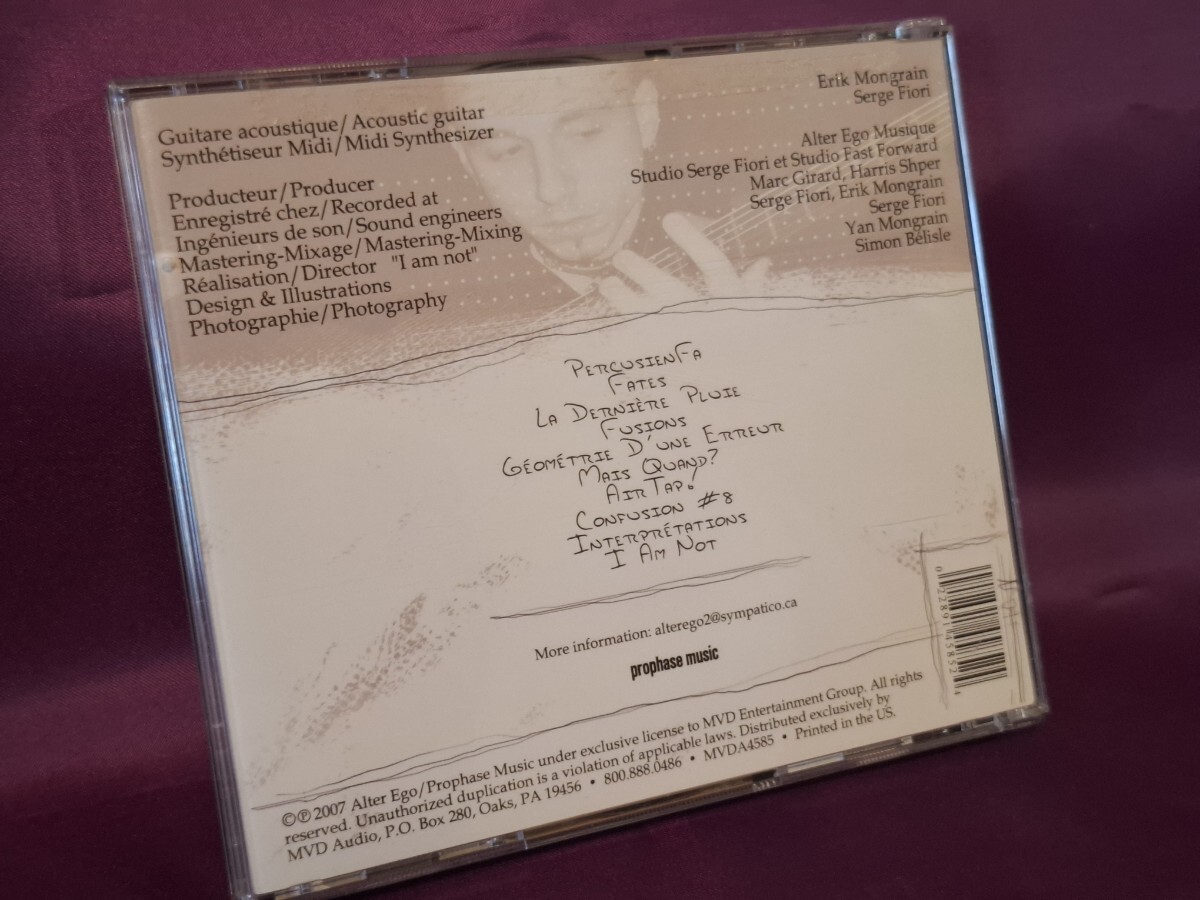 Guitare acoustique/Acoustic guitar Erik Mongrain
Synthétiseur Midi/Midi Synthesizer Serge Fiori
Producteur/Producer Alter Ego Musique
Enregistré chez/Recorded at Studio Serge Fiori et Studio Fast Forward
Ingénieurs de son/Sound engineers Marc Girard, Harris Shper
Mastering-Mixage/Mastering-Mixing Serge Fiori, Erik Mongrain
Réalisation/Director "I am not" Serge Fiori
Design & Illustrations Yan Mongrain
Photographie/Photography Simon Bélisle
PercusienFa
Fates
La Dernière Pluie
Fusions
Géométrie D'une Erreur
Mais Quand?
AirTap!
Confusion #8
Interprétations
I Am Not
More information: alterego2@sympatico.ca
prophase music
©℗ 2007 Alter Ego/Prophase Music under exclusive license to MVD Entertainment Group. All rights
reserved. Unauthorized duplication is a violation of applicable laws. Distributed exclusively by
MVD Audio, P.O. Box 280, Oaks, PA 19456 • 800.888.0486 • MVDA4585 • Printed in the US.
0 22891 45852 4